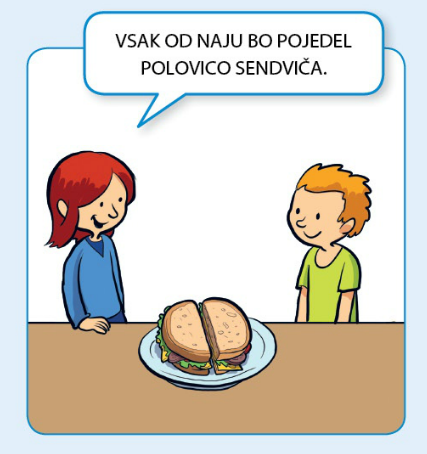 VSAK OD NAJU BO POJEDEL
POLOVICO SENDVIČA.